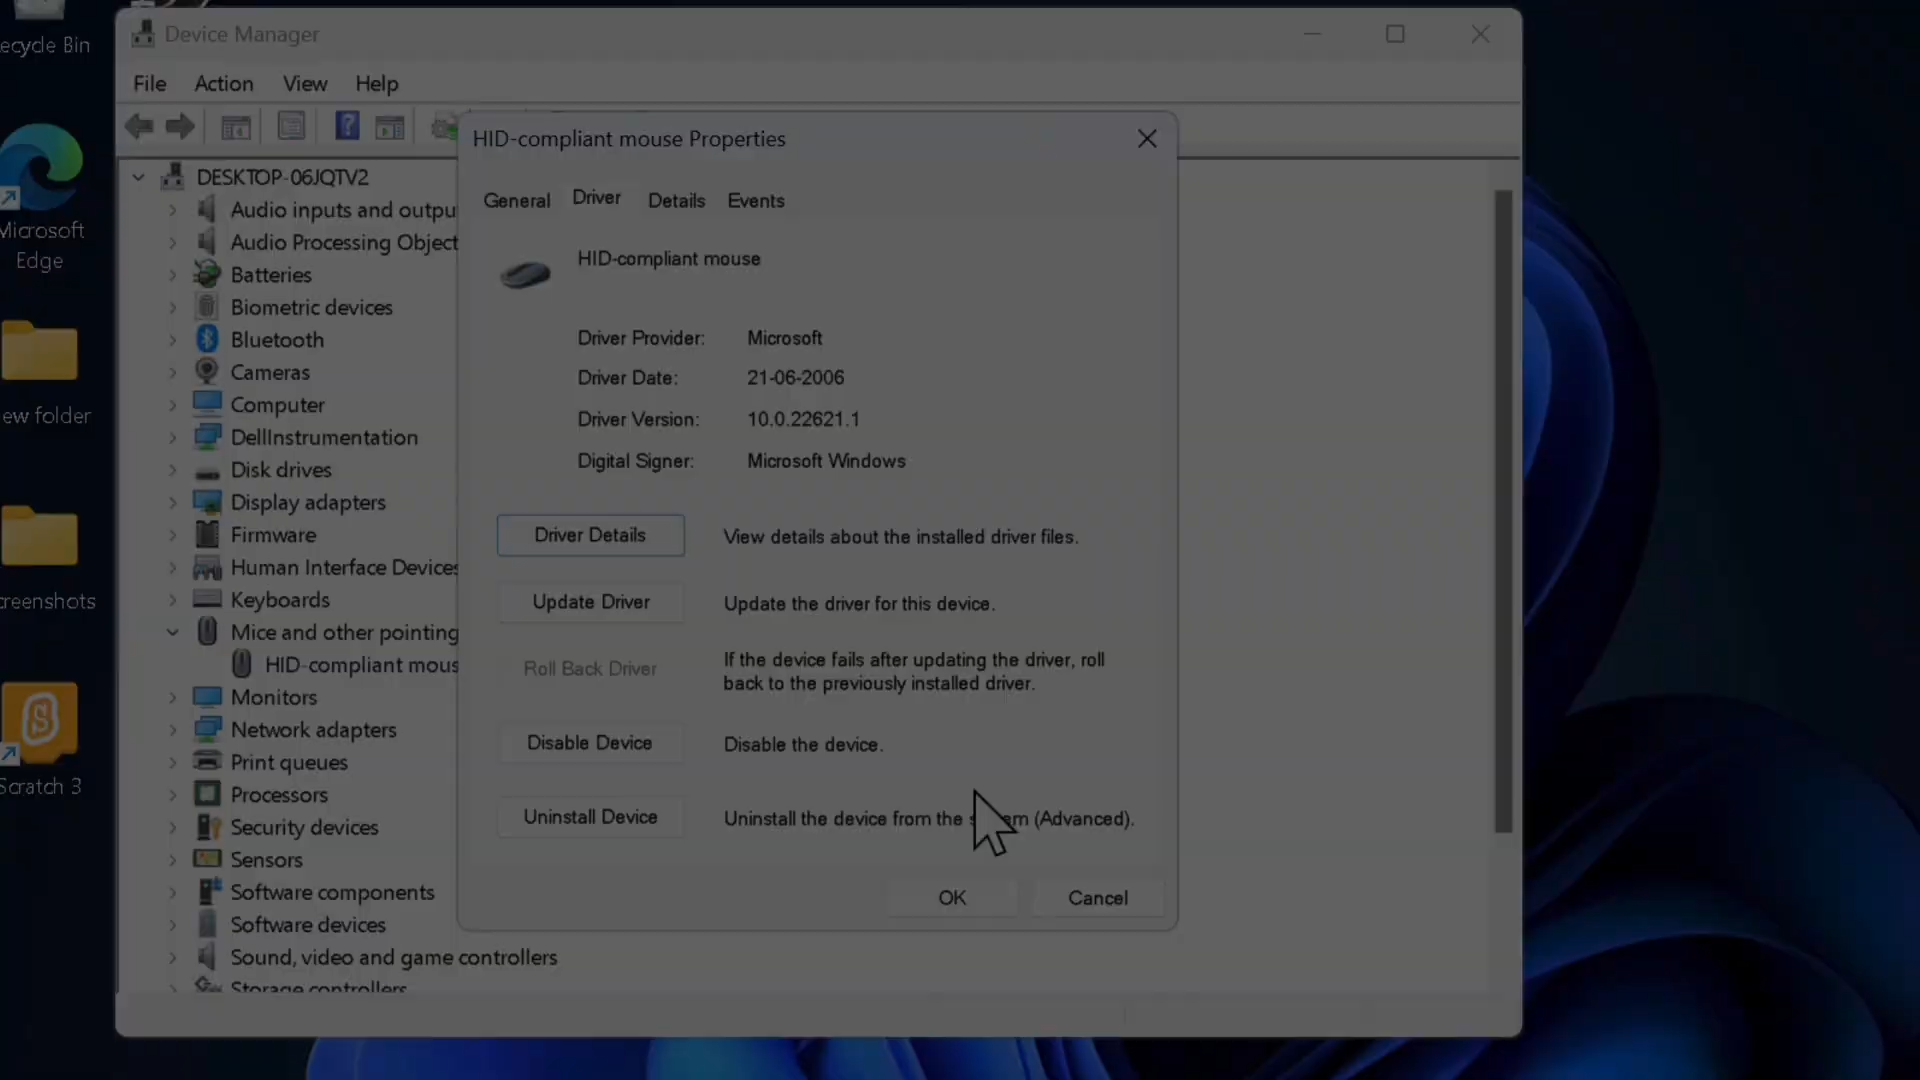 ecycle Bin
Microsoft
Edge
ew folder
creenshots
Scratch 3
Device Manager
File Action View Help
DESKTOP-06JQTV2
Audio inputs and outpu
Audio Processing Object
Batteries
Biometric devices
Bluetooth
Cameras
Computer
DellInstrumentation
Disk drives
Display adapters
Firmware
Human Interface Devices
Keyboards
Mice and other pointing
HID-compliant mous
Monitors
Network adapters
Print queues
Processors
Security devices
Sensors
Software components
Software devices
Sound, video and game controllers
Storage controllers
HID-compliant mouse Properties
General Driver Details Events
HID-compliant mouse
Driver Provider: Microsoft
Driver Date: 21-06-2006
Driver Version: 10.0.22621.1
Digital Signer: Microsoft Windows
Driver Details View details about the installed driver files.
Update Driver Update the driver for this device.
Roll Back Driver If the device fails after updating the driver, roll
back to the previously installed driver.
Disable Device Disable the device.
Uninstall Device Uninstall the device from the system (Advanced).
OK Cancel